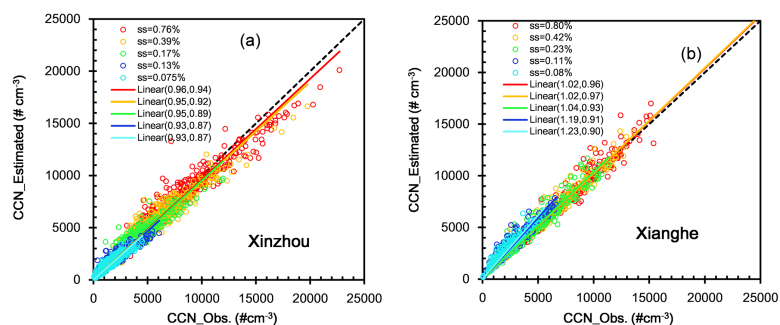 (a)
ss=0.76%
ss=0.39%
ss=0.17%
ss=0.13%
ss=0.075%
Linear(0.96,0.94)
Linear(0.95,0.92)
Linear(0.95,0.89)
Linear(0.93,0.87)
Linear(0.93,0.87)
Xinzhou
CCN_Estimated (# cm-3)
25000
20000
15000
10000
5000
0
0 5000 10000 15000 20000 25000
CCN_Obs. (#cm-3)
(b)
ss=0.80%
ss=0.42%
ss=0.23%
ss=0.11%
ss=0.08%
Linear(1.02,0.96)
Linear(1.02,0.97)
Linear(1.04,0.93)
Linear(1.19,0.91)
Linear(1.23,0.90)
Xianghe
CCN_Estimated (# cm-3)
25000
20000
15000
10000
5000
0
0 5000 10000 15000 20000 25000
CCN_Obs. (#cm-3)